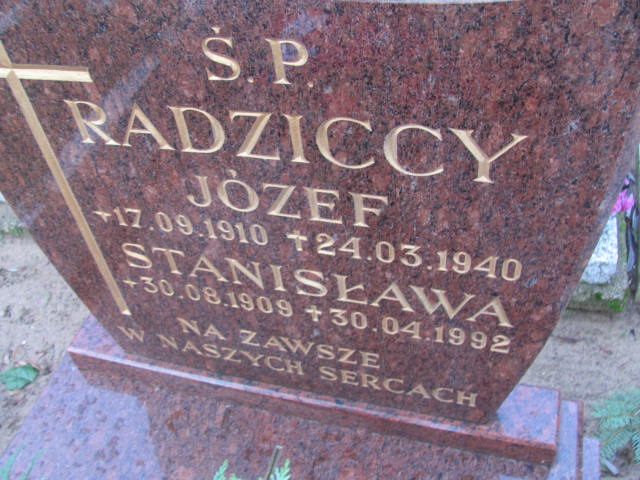 Ś.P.
RADZICCY
JÓZEF
+17.09.1910 +24.03.1940
STANISŁAWA
+30.08.1909 +30.04.1992
NA ZAWSZE
W NASZYCH SERCACH